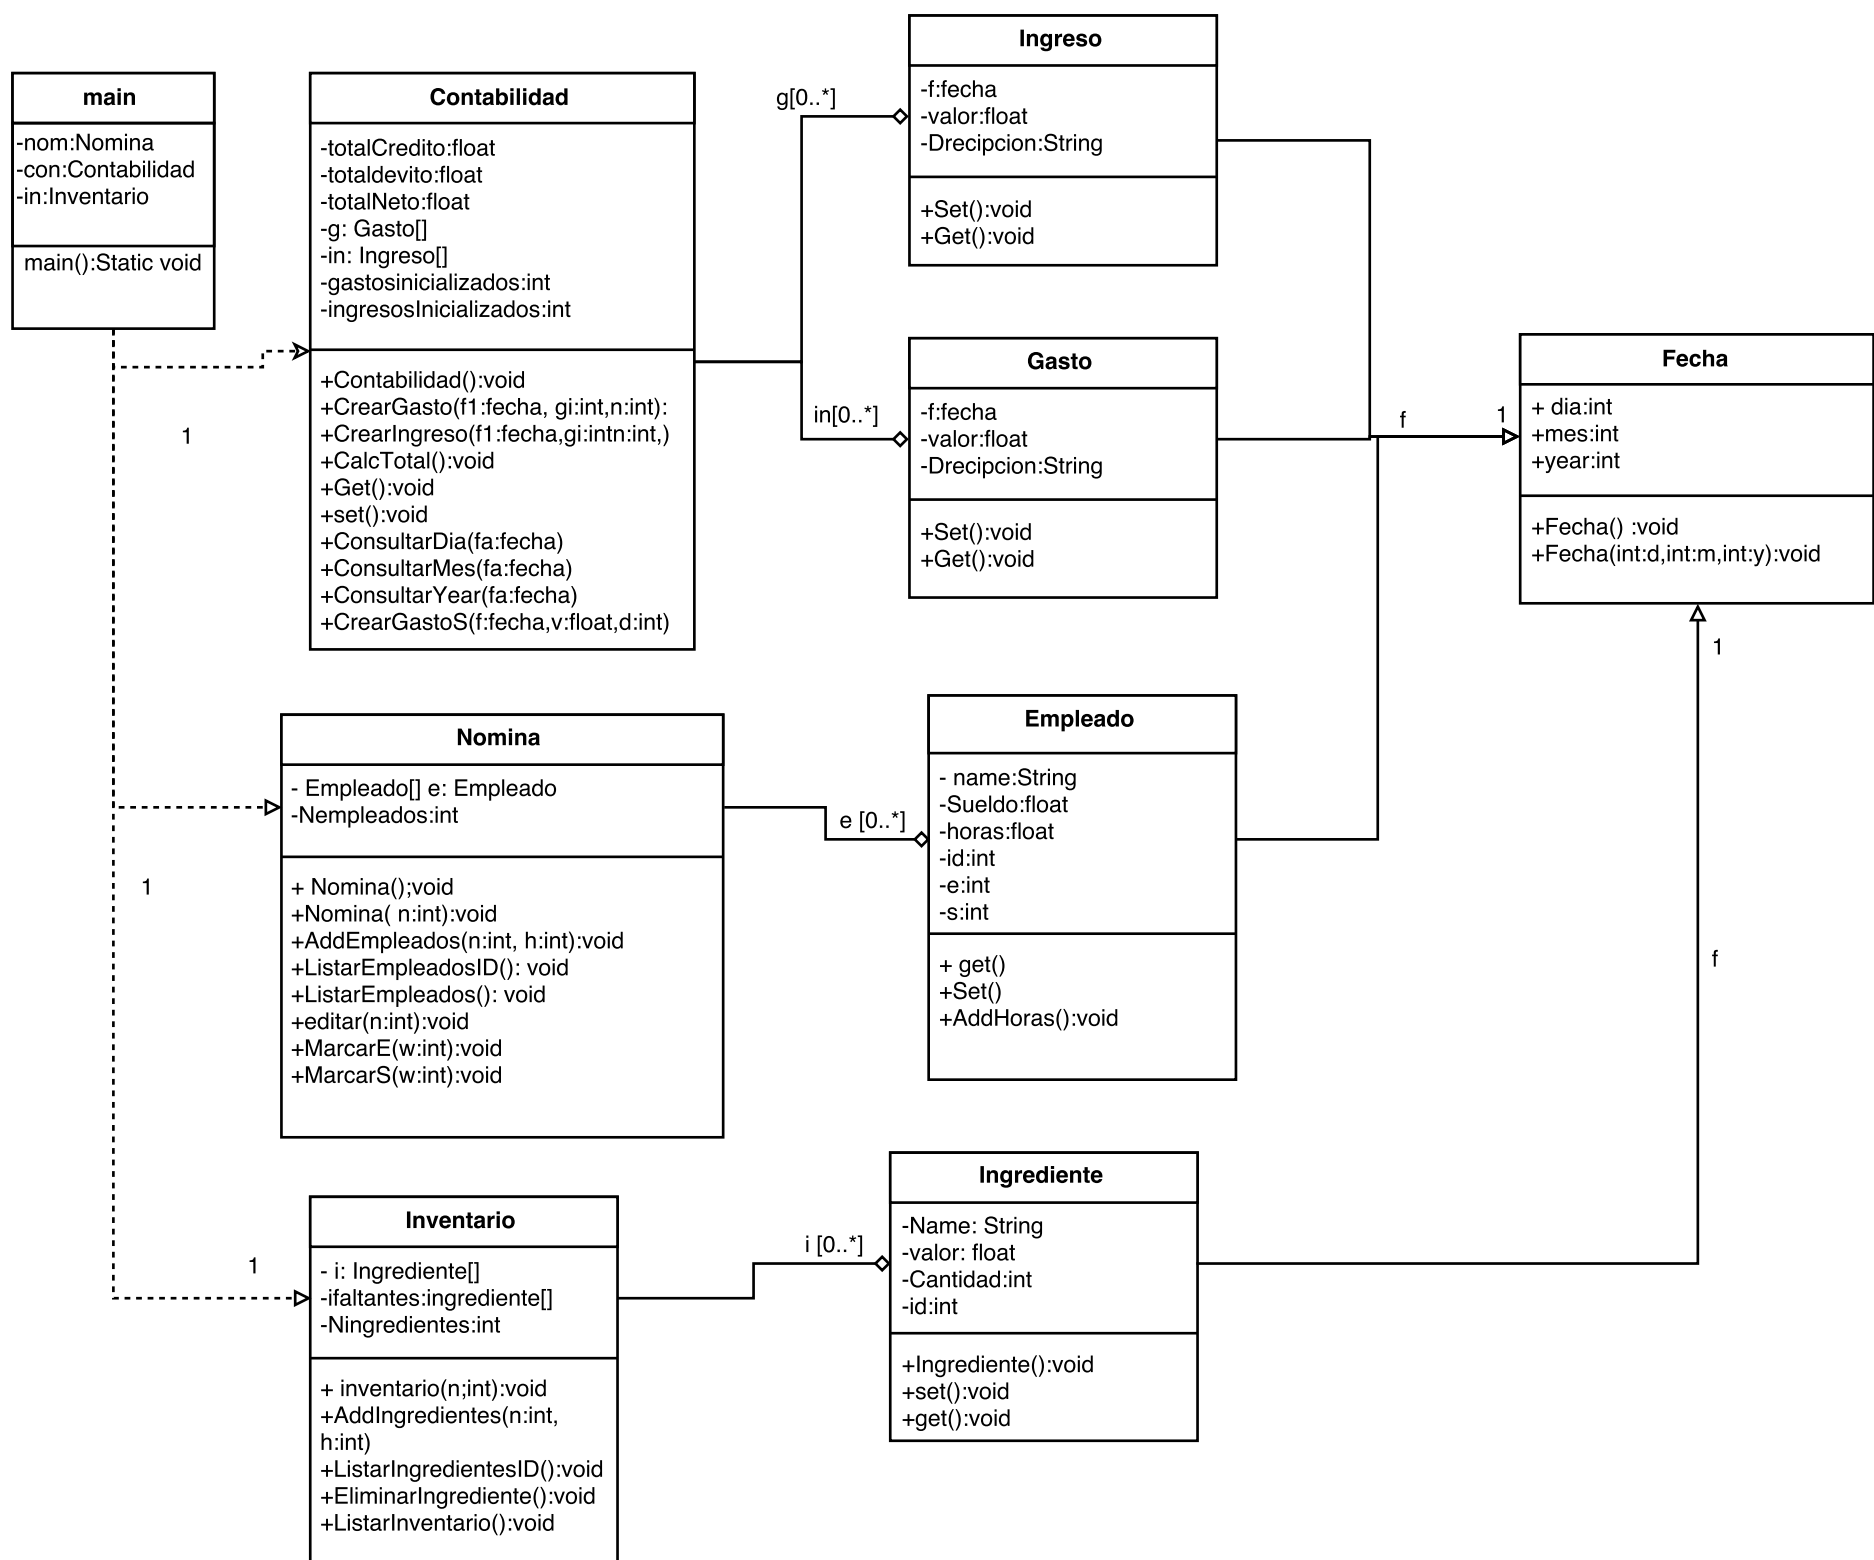 main
-nom:Nomina
-con:Contabilidad
-in:Inventario
main():Static void
Contabilidad
-totalCredito:float
-totaldevito:float
-totalNeto:float
-g: Gasto[]
-in: Ingreso[]
-gastosinicializados:int
-ingresosInicializados:int
+Contabilidad():void
+CrearGasto(f1:fecha, gi:int,n:int):
+CrearIngreso(f1:fecha,gi:intn:int,)
+CalcTotal():void
+Get():void
+set():void
+ConsultarDia(fa:fecha)
+ConsultarMes(fa:fecha)
+ConsultarYear(fa:fecha)
+CrearGastoS(f:fecha,v:float,d:int)
1
g[0..*]
in[0..*]
Ingreso
-f:fecha
-valor:float
-Drecipcion:String
+Set():void
+Get():void
Gasto
-f:fecha
-valor:float
-Drecipcion:String
+Set():void
+Get():void
f
1
Fecha
+ dia:int
+mes:int
+year:int
+Fecha() :void
+Fecha(int:d,int:m,int:y):void
1
f
Nomina
- Empleado[] e: Empleado
-Nempleados:int
+ Nomina();void
+Nomina( n:int):void
+AddEmpleados(n:int, h:int):void
+ListarEmpleadosID(): void
+ListarEmpleados(): void
+editar(n:int):void
+MarcarE(w:int):void
+MarcarS(w:int):void
1
e [0..*]
Empleado
- name:String
-Sueldo:float
-horas:float
-id:int
-e:int
-s:int
+ get()
+Set()
+AddHoras():void
1
Inventario
- i: Ingrediente[]
-ifaltantes:ingrediente[]
-Ningredientes:int
+ inventario(n;int):void
+AddIngredientes(n:int,
h:int)
+ListarIngredientesID():void
+EliminarIngrediente():void
+ListarInventario():void
i [0..*]
Ingrediente
-Name: String
-valor: float
-Cantidad:int
-id:int
+Ingrediente():void
+set():void
+get():void